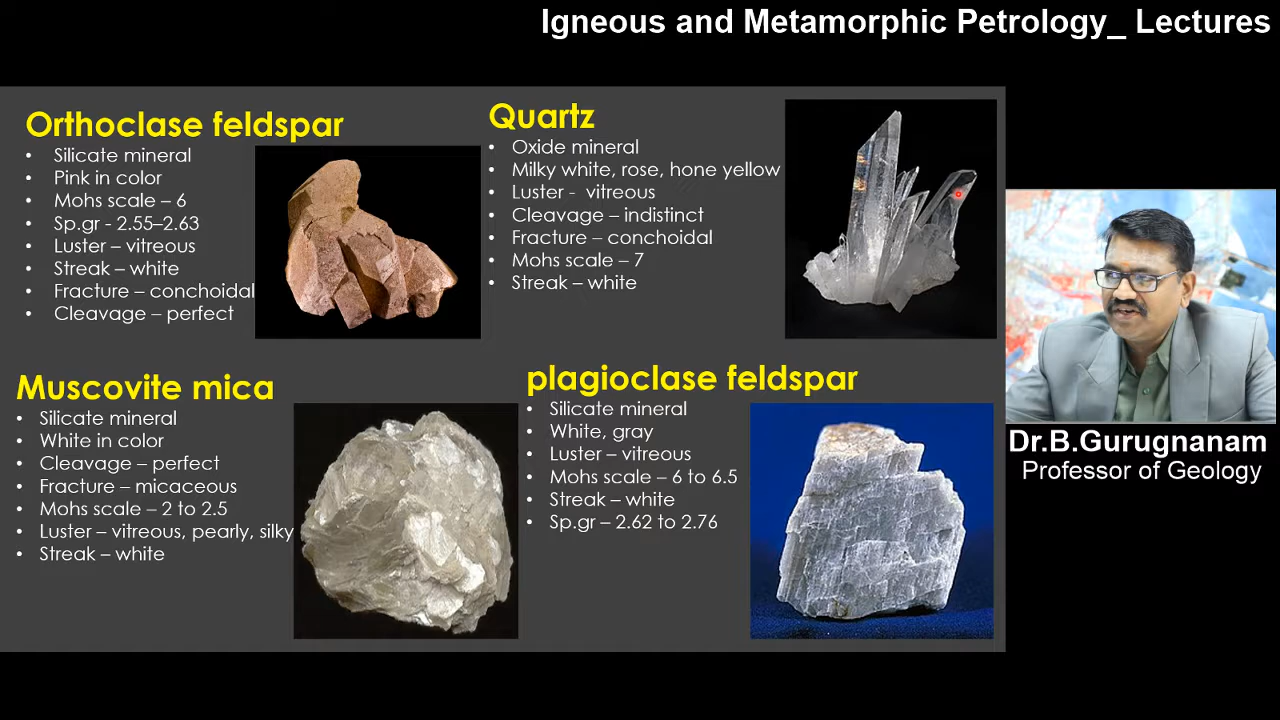 Igneous and Metamorphic Petrology_ Lectures
Orthoclase feldspar
• Silicate mineral
• Pink in color
• Mohs scale – 6
• Sp.gr - 2.55–2.63
• Luster – vitreous
• Streak – white
• Fracture – conchoidal
• Cleavage – perfect
Quartz
• Oxide mineral
• Milky white, rose, hone yellow
• Luster - vitreous
• Cleavage – indistinct
• Fracture – conchoidal
• Mohs scale – 7
• Streak – white
Muscovite mica
• Silicate mineral
• White in color
• Cleavage – perfect
• Fracture – micaceous
• Mohs scale – 2 to 2.5
• Luster – vitreous, pearly, silky
• Streak – white
plagioclase feldspar
• Silicate mineral
• White, gray
• Luster – vitreous
• Mohs scale – 6 to 6.5
• Streak – white
• Sp.gr – 2.62 to 2.76
Dr.B.Gurugnanam
Professor of Geology